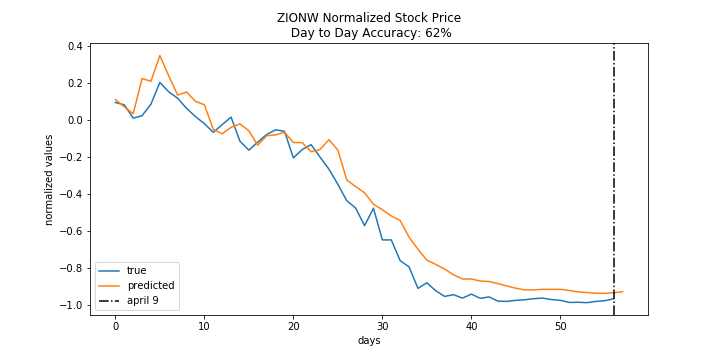 ZIONW Normalized Stock Price
Day to Day Accuracy: 62%
normalized values
0.4
0.2
0.0
−0.2
−0.4
−0.6
−0.8
−1.0
true
predicted
april 9
0 10 20 30 40 50
days